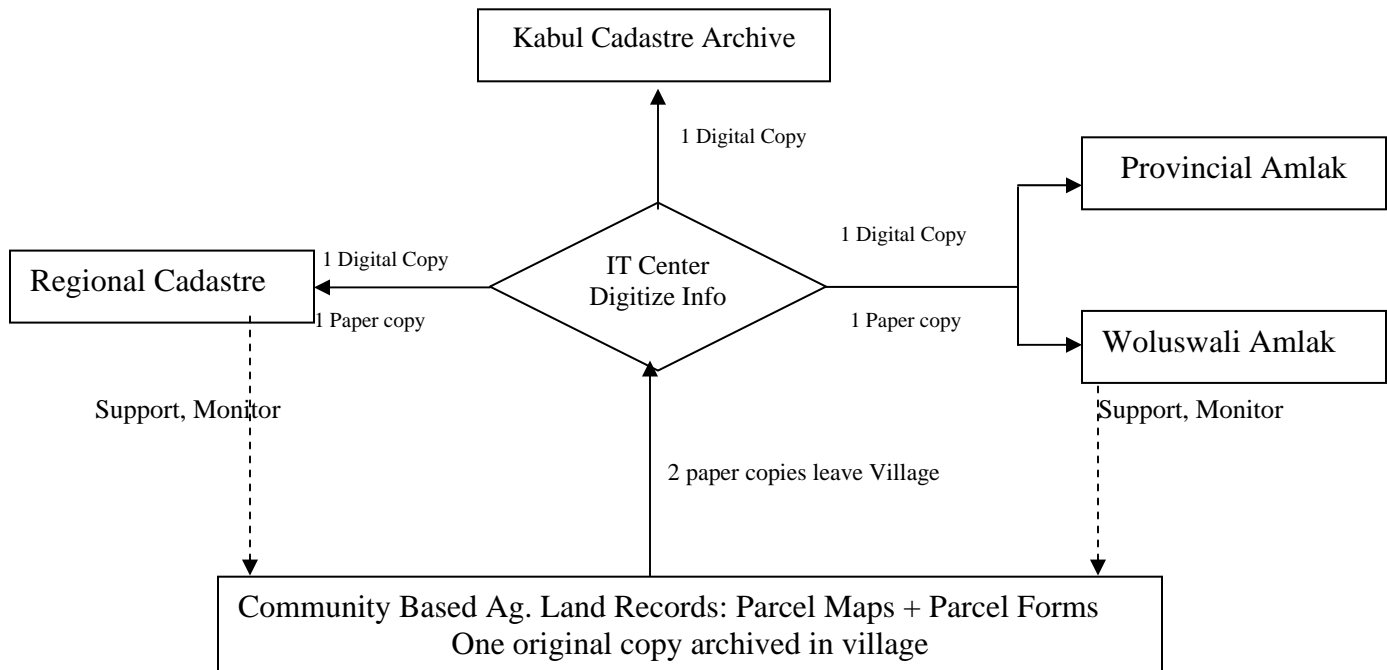 Kabul Cadastre Archive
1 Digital Copy
Provincial Amlak
1 Digital Copy
1 Digital Copy
IT Center
Digitize Info
Regional Cadastre
1 Paper copy
1 Paper copy
Woluswali Amlak
Support, Monitor
Support, Monitor
2 paper copies leave Village
Community Based Ag. Land Records: Parcel Maps + Parcel Forms
One original copy archived in village